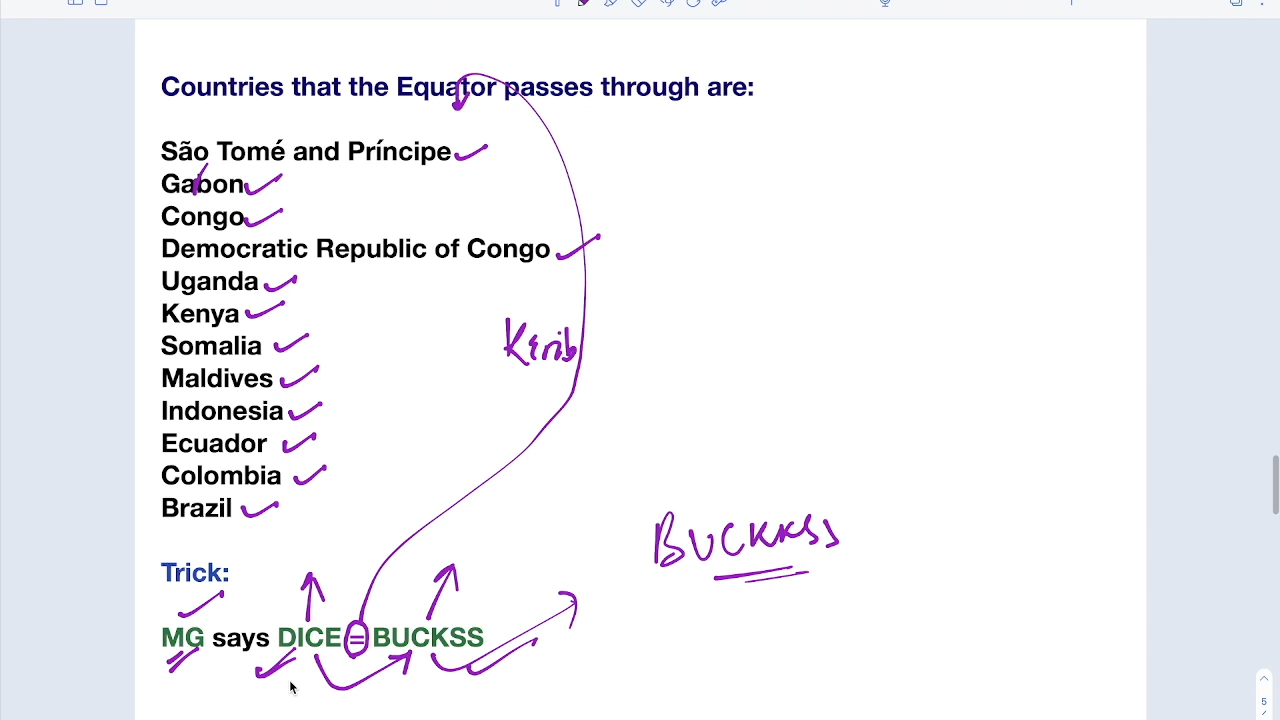 Countries that the Equator passes through are:
São Tomé and Príncipe
Gabon
Congo
Democratic Republic of Congo
Uganda
Kenya
Somalia
Maldives
Indonesia
Ecuador
Colombia
Brazil
BUCKKSS
Trick:
MG says DICE = BUCKSS
5